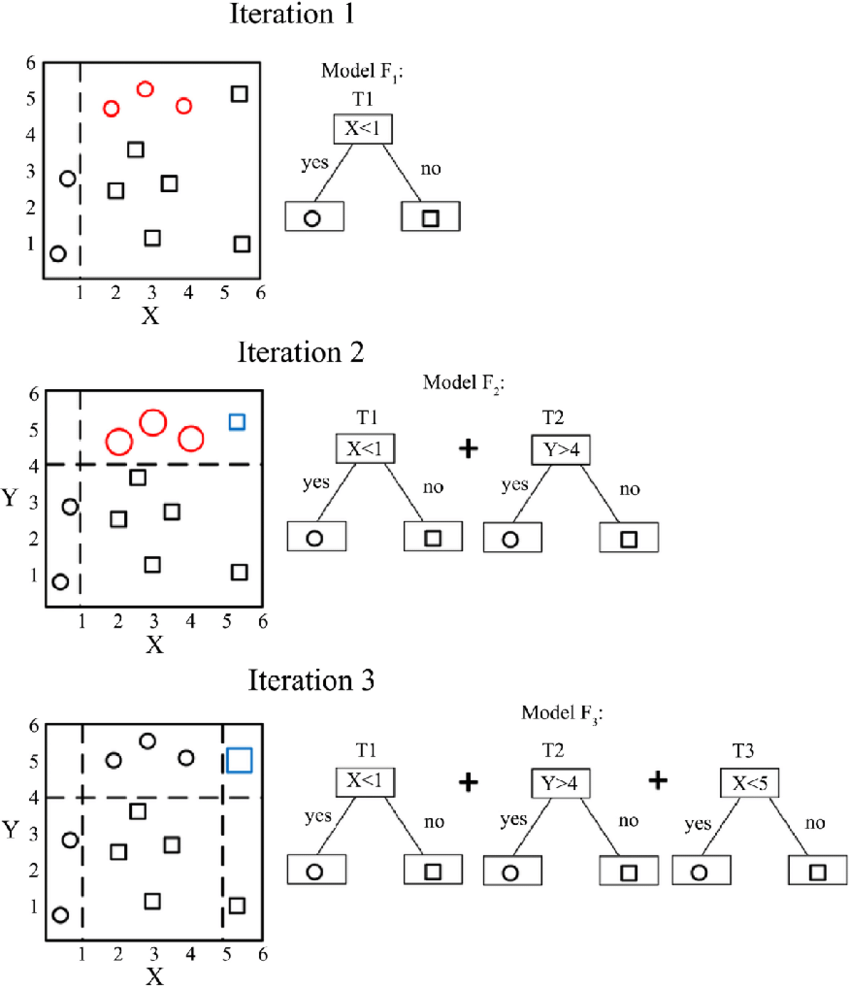 Iteration 1
Model F1:
T1
X<1
yes no
6
5
4
3
2
1
1 2 3 4 5 6
X
Iteration 2
Model F2:
T1 T2
X<1 + Y>4
yes no yes no
6
5
4
Y 3
2
1
1 2 3 4 5 6
X
Iteration 3
Model F3:
T1 T2 T3
X<1 + Y>4 + X<5
yes no yes no yes no
6
5
4
Y 3
2
1
1 2 3 4 5 6
X